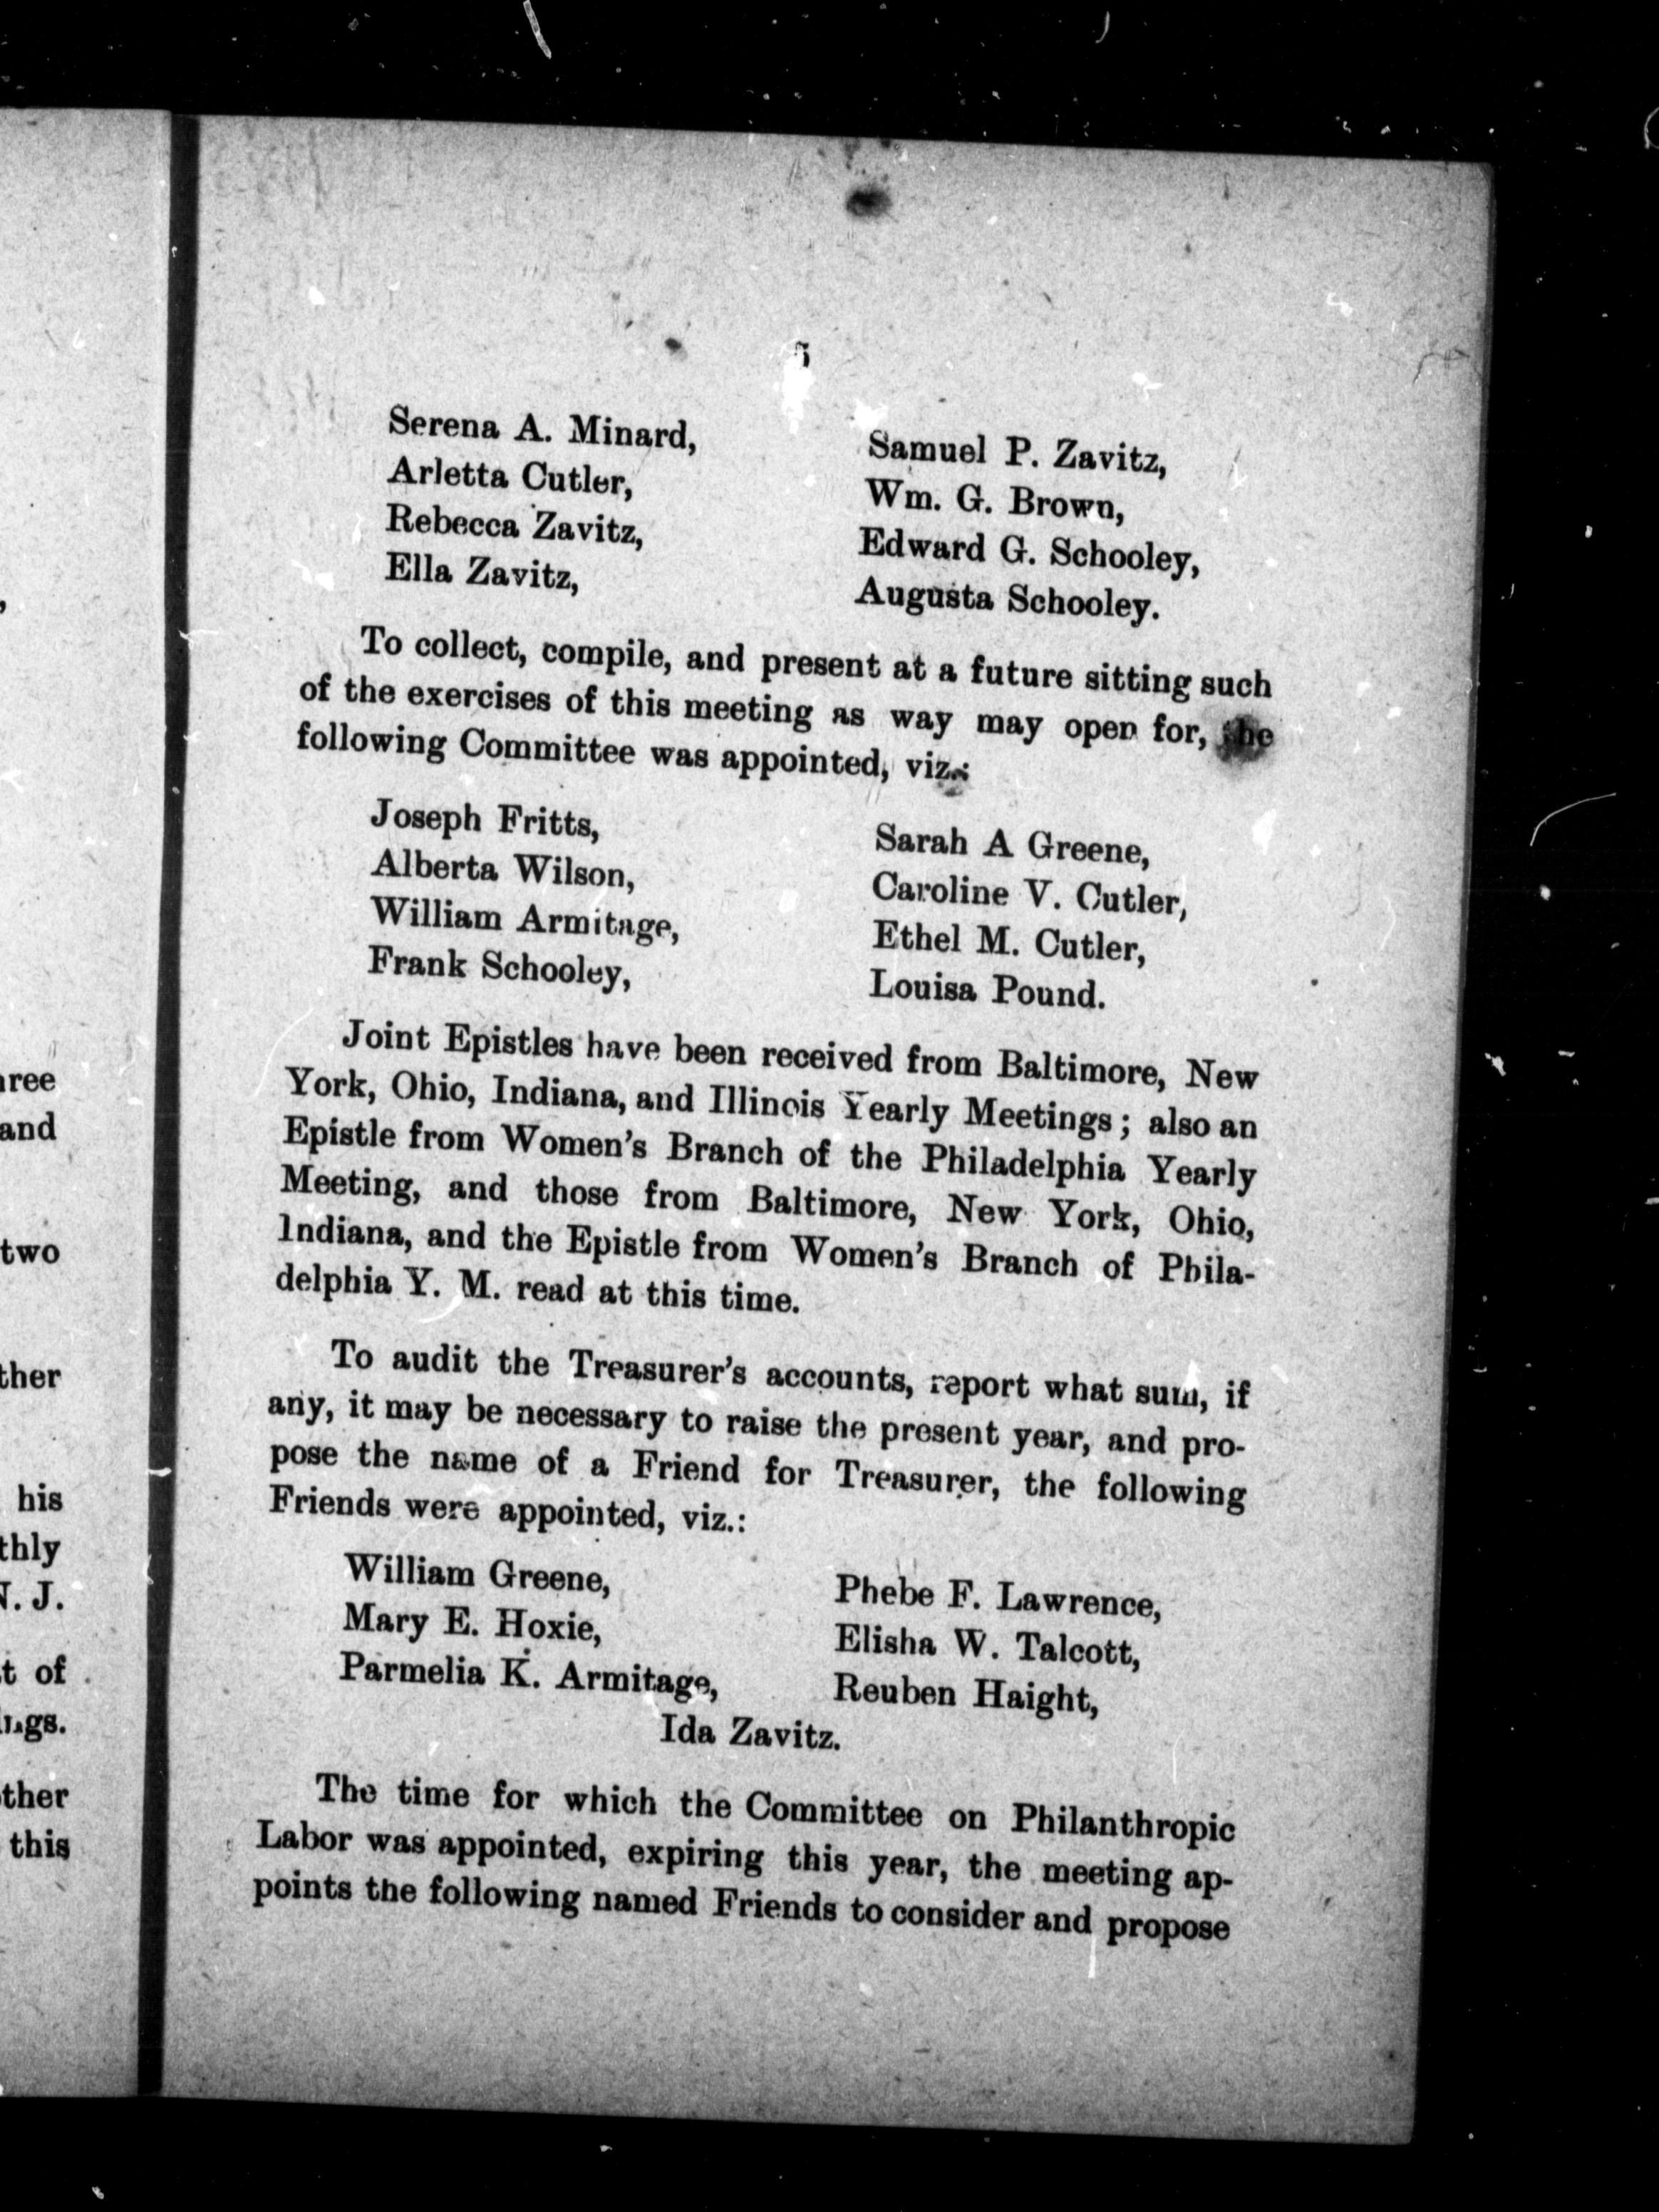 5
Serena A. Minard,
Arletta Cutler,
Rebecca Zavitz,
Ella Zavitz,
Samuel P. Zavitz,
Wm. G. Brown,
Edward G. Schooley,
Augusta Schooley.
To collect, compile, and present at a future sitting such
of the exercises of this meeting as way may open for, the
following Committee was appointed, viz.:
Joseph Fritts,
Alberta Wilson,
William Armitage,
Frank Schooley,
Sarah A Greene,
Caroline V. Cutler,
Ethel M. Cutler,
Louisa Pound.
Joint Epistles have been received from Baltimore, New
York, Ohio, Indiana, and Illinois Yearly Meetings; also an
Epistle from Women's Branch of the Philadelphia Yearly
Meeting, and those from Baltimore, New York, Ohio,
Indiana, and the Epistle from Women's Branch of Phila-
delphia Y. M. read at this time.
To audit the Treasurer's accounts, report what sum, if
any, it may be necessary to raise the present year, and pro-
pose the name of a Friend for Treasurer, the following
Friends were appointed, viz.:
William Greene,
Mary E. Hoxie,
Parmelia K. Armitage,
Phebe F. Lawrence,
Elisha W. Talcott,
Reuben Haight,
Ida Zavitz.
The time for which the Committee on Philanthropic
Labor was appointed, expiring this year, the meeting ap-
points the following named Friends to consider and propose
and
two
his
J.
of
this